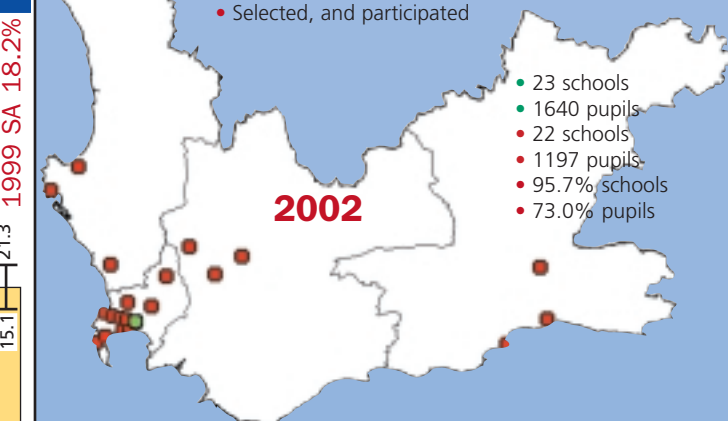 1999 SA 18.2%
21.3
15.1
• Selected, and participated
• 23 schools
• 1640 pupils
• 22 schools
• 1197 pupils
• 95.7% schools
• 73.0% pupils
2002